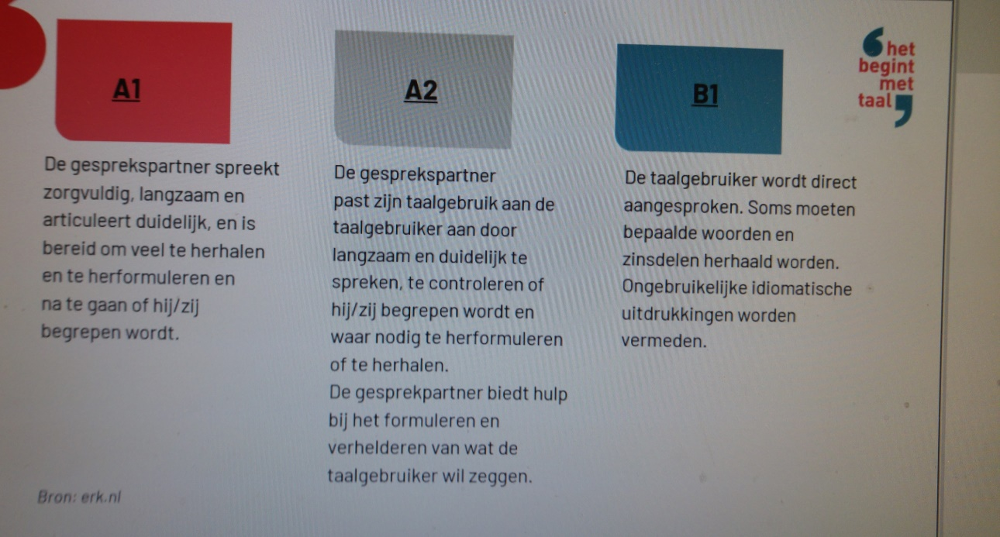 A1
De gesprekspartner spreekt
zorgvuldig, langzaam en
articuleert duidelijk, en is
bereid om veel te herhalen
en te herformuleren en
na te gaan of hij/zij
begrepen wordt.
A2
De gesprekspartner
past zijn taalgebruik aan de
taalgebruiker aan door
langzaam en duidelijk te
spreken, te controleren of
hij/zij begrepen wordt en
waar nodig te herformuleren
of te herhalen.
De gesprekpartner biedt hulp
bij het formuleren en
verhelderen van wat de
taalgebruiker wil zeggen.
B1
De taalgebruiker wordt direct
aangesproken. Soms moeten
bepaalde woorden en
zinsdelen herhaald worden.
Ongebruikelijke idiomatische
uitdrukkingen worden
vermeden.
het
begint
met
taal
Bron: erk.nl